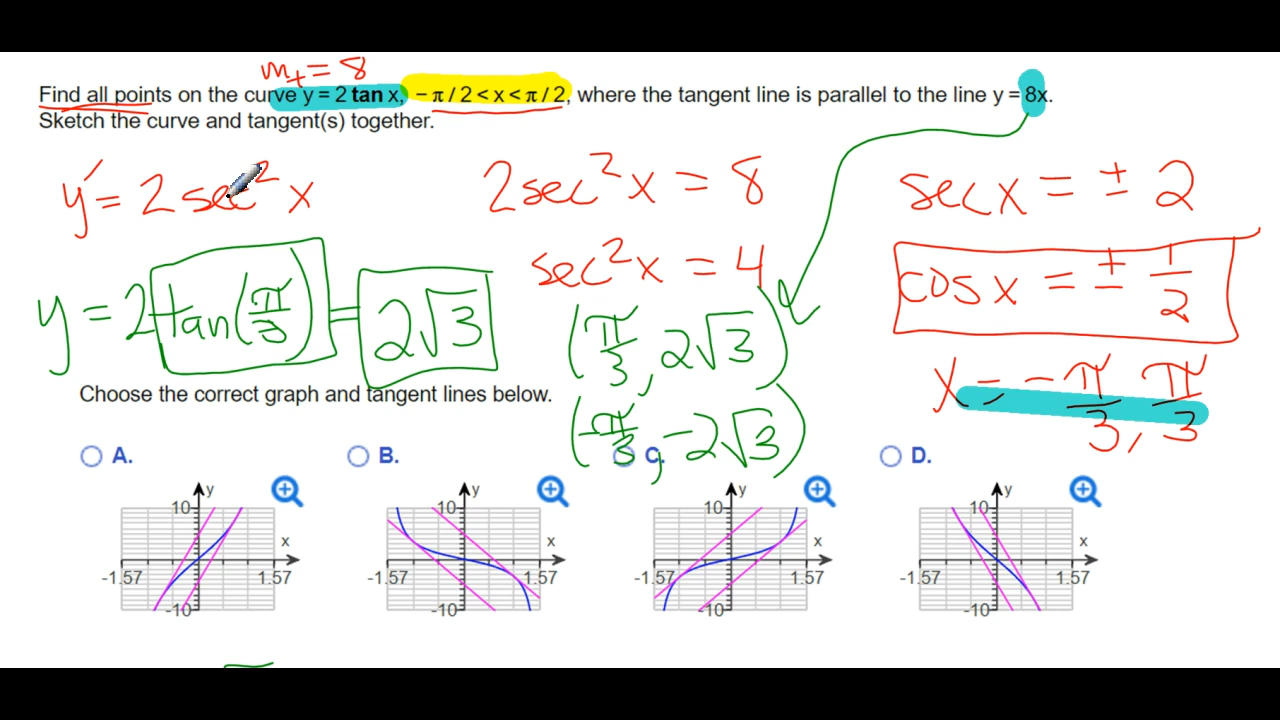 m_t = 8
Find all points on the curve y = 2 tan x, − π / 2 < x < π / 2, where the tangent line is parallel to the line y = 8x.
Sketch the curve and tangent(s) together.
y′ = 2 sec² x
2 sec² x = 8
sec x = ± 2
sec² x = 4
cos x = ± 1/2
y = 2 tan(π/3) = 2√3
(π/3, 2√3)
x = −π/3, π/3
Choose the correct graph and tangent lines below.
(−π/3, −2√3)
A. B. C. D.
10 y x -1.57 1.57 -10
10 y x -1.57 1.57 -10
10 y x -1.57 1.57 -10
10 y x -1.57 1.57 -10